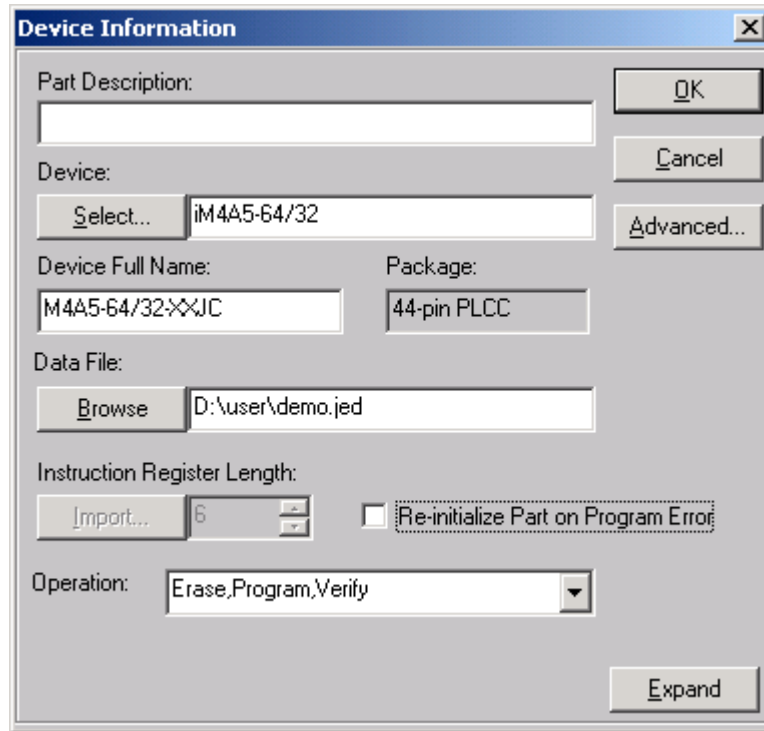 Device Information
Part Description:
OK
Cancel
Device:
Select... iM4A5-64/32
Advanced...
Device Full Name: Package:
M4A5-64/32-XXJC 44-pin PLCC
Data File:
Browse D:\user\demo.jed
Instruction Register Length:
Import... 6 Re-initialize Part on Program Error
Operation: Erase,Program,Verify
Expand